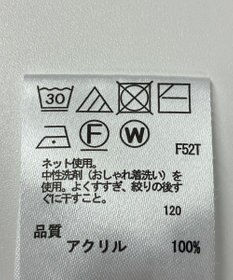 30
F W F52T
ネット使用。
中性洗剤（おしゃれ着洗い）を
使用。よくすすぎ、絞りの後す
ぐに干すこと。
120
品質
アクリル 100%